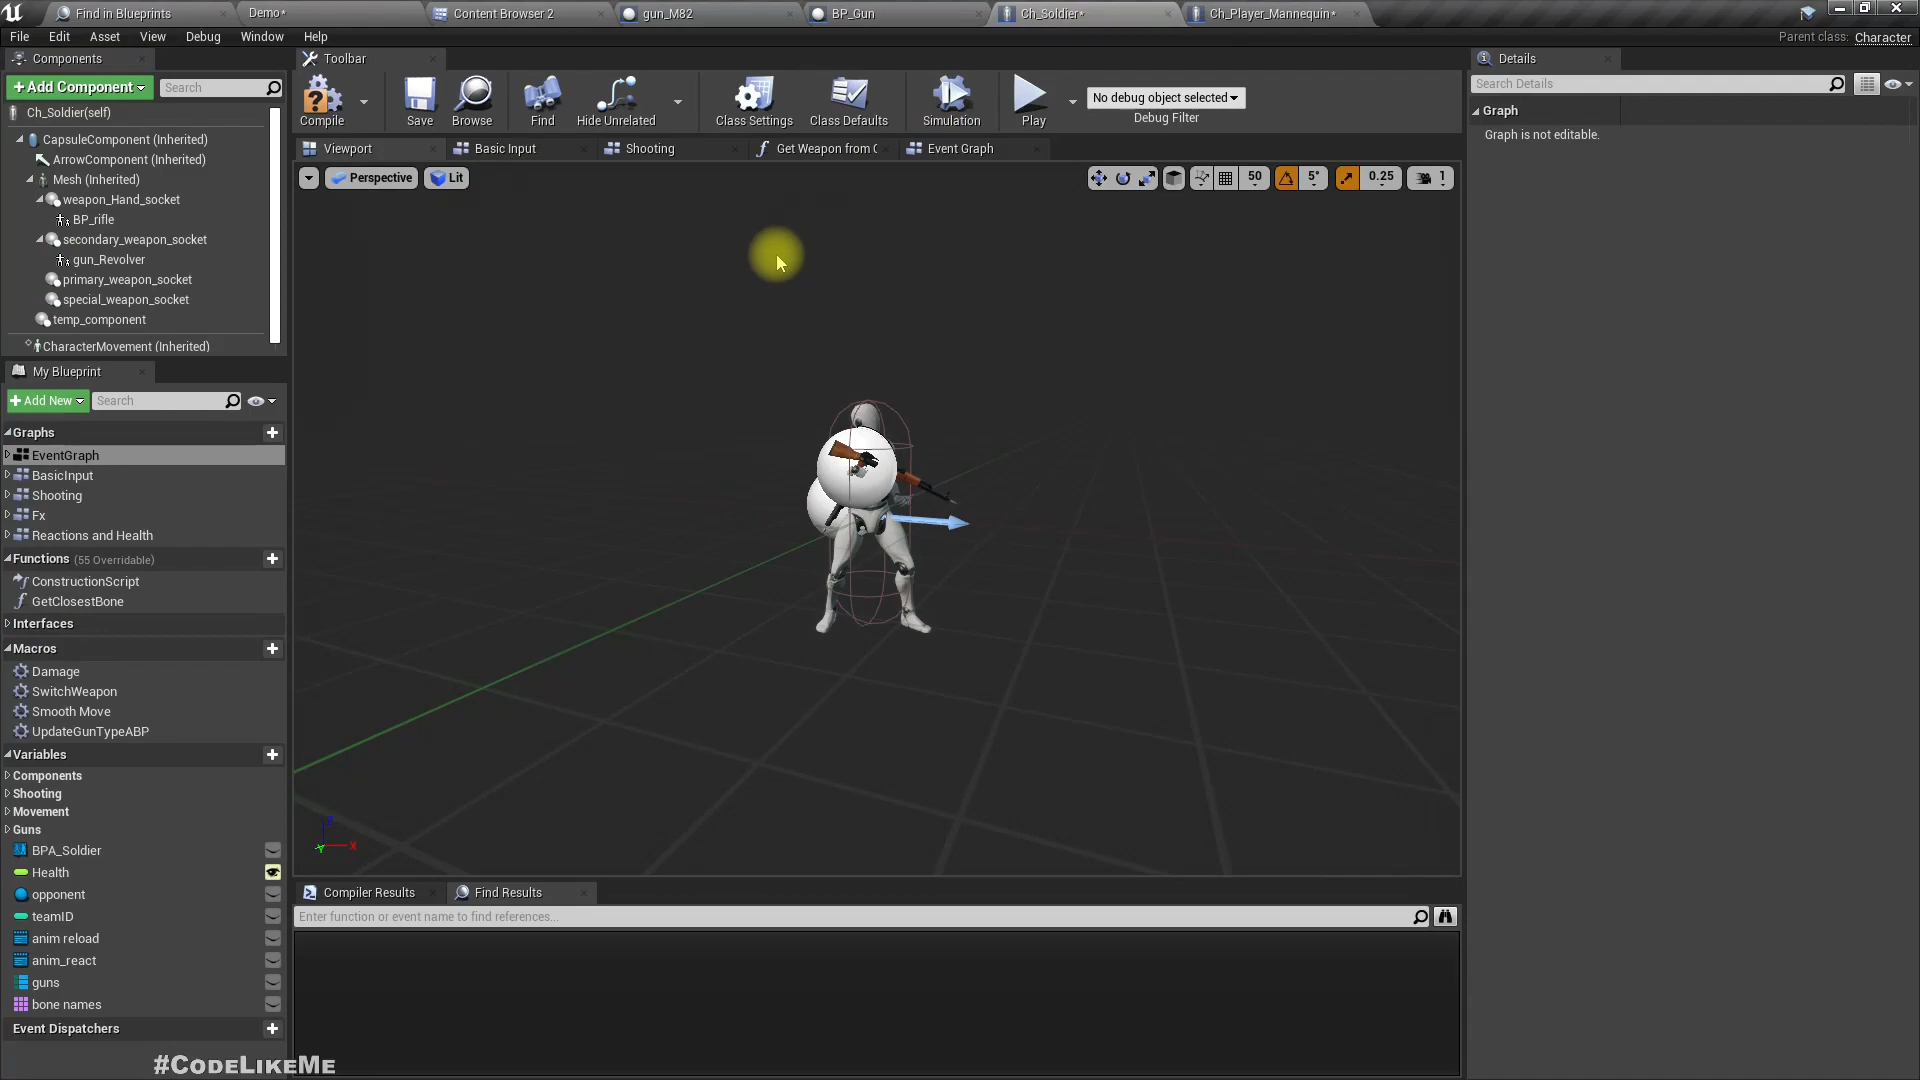 Find in Blueprints
Demo*
Content Browser 2
gun_M82
BP_Gun
Ch_Soldier*
Ch_Player_Mannequin*
File Edit Asset View Debug Window Help
Parent class: Character
Components
+Add Component
Search
Ch_Soldier(self)
CapsuleComponent (Inherited)
ArrowComponent (Inherited)
Mesh (Inherited)
weapon_Hand_socket
BP_rifle
secondary_weapon_socket
gun_Revolver
primary_weapon_socket
special_weapon_socket
temp_component
CharacterMovement (Inherited)
My Blueprint
+Add New
Search
Graphs
EventGraph
BasicInput
Shooting
Fx
Reactions and Health
Functions (55 Overridable)
ConstructionScript
GetClosestBone
Interfaces
Macros
Damage
SwitchWeapon
Smooth Move
UpdateGunTypeABP
Variables
Components
Shooting
Movement
Guns
BPA_Soldier
Health
opponent
teamID
anim reload
anim_react
guns
bone names
Event Dispatchers
Toolbar
Compile
Save
Browse
Find
Hide Unrelated
Class Settings
Class Defaults
Simulation
Play
No debug object selected
Debug Filter
Viewport
Basic Input
Shooting
Get Weapon from C
Event Graph
Perspective
Lit
50
5°
0.25
1
X
Compiler Results
Find Results
Enter function or event name to find references...
Details
Search Details
Graph
Graph is not editable.
#CodeLikeMe